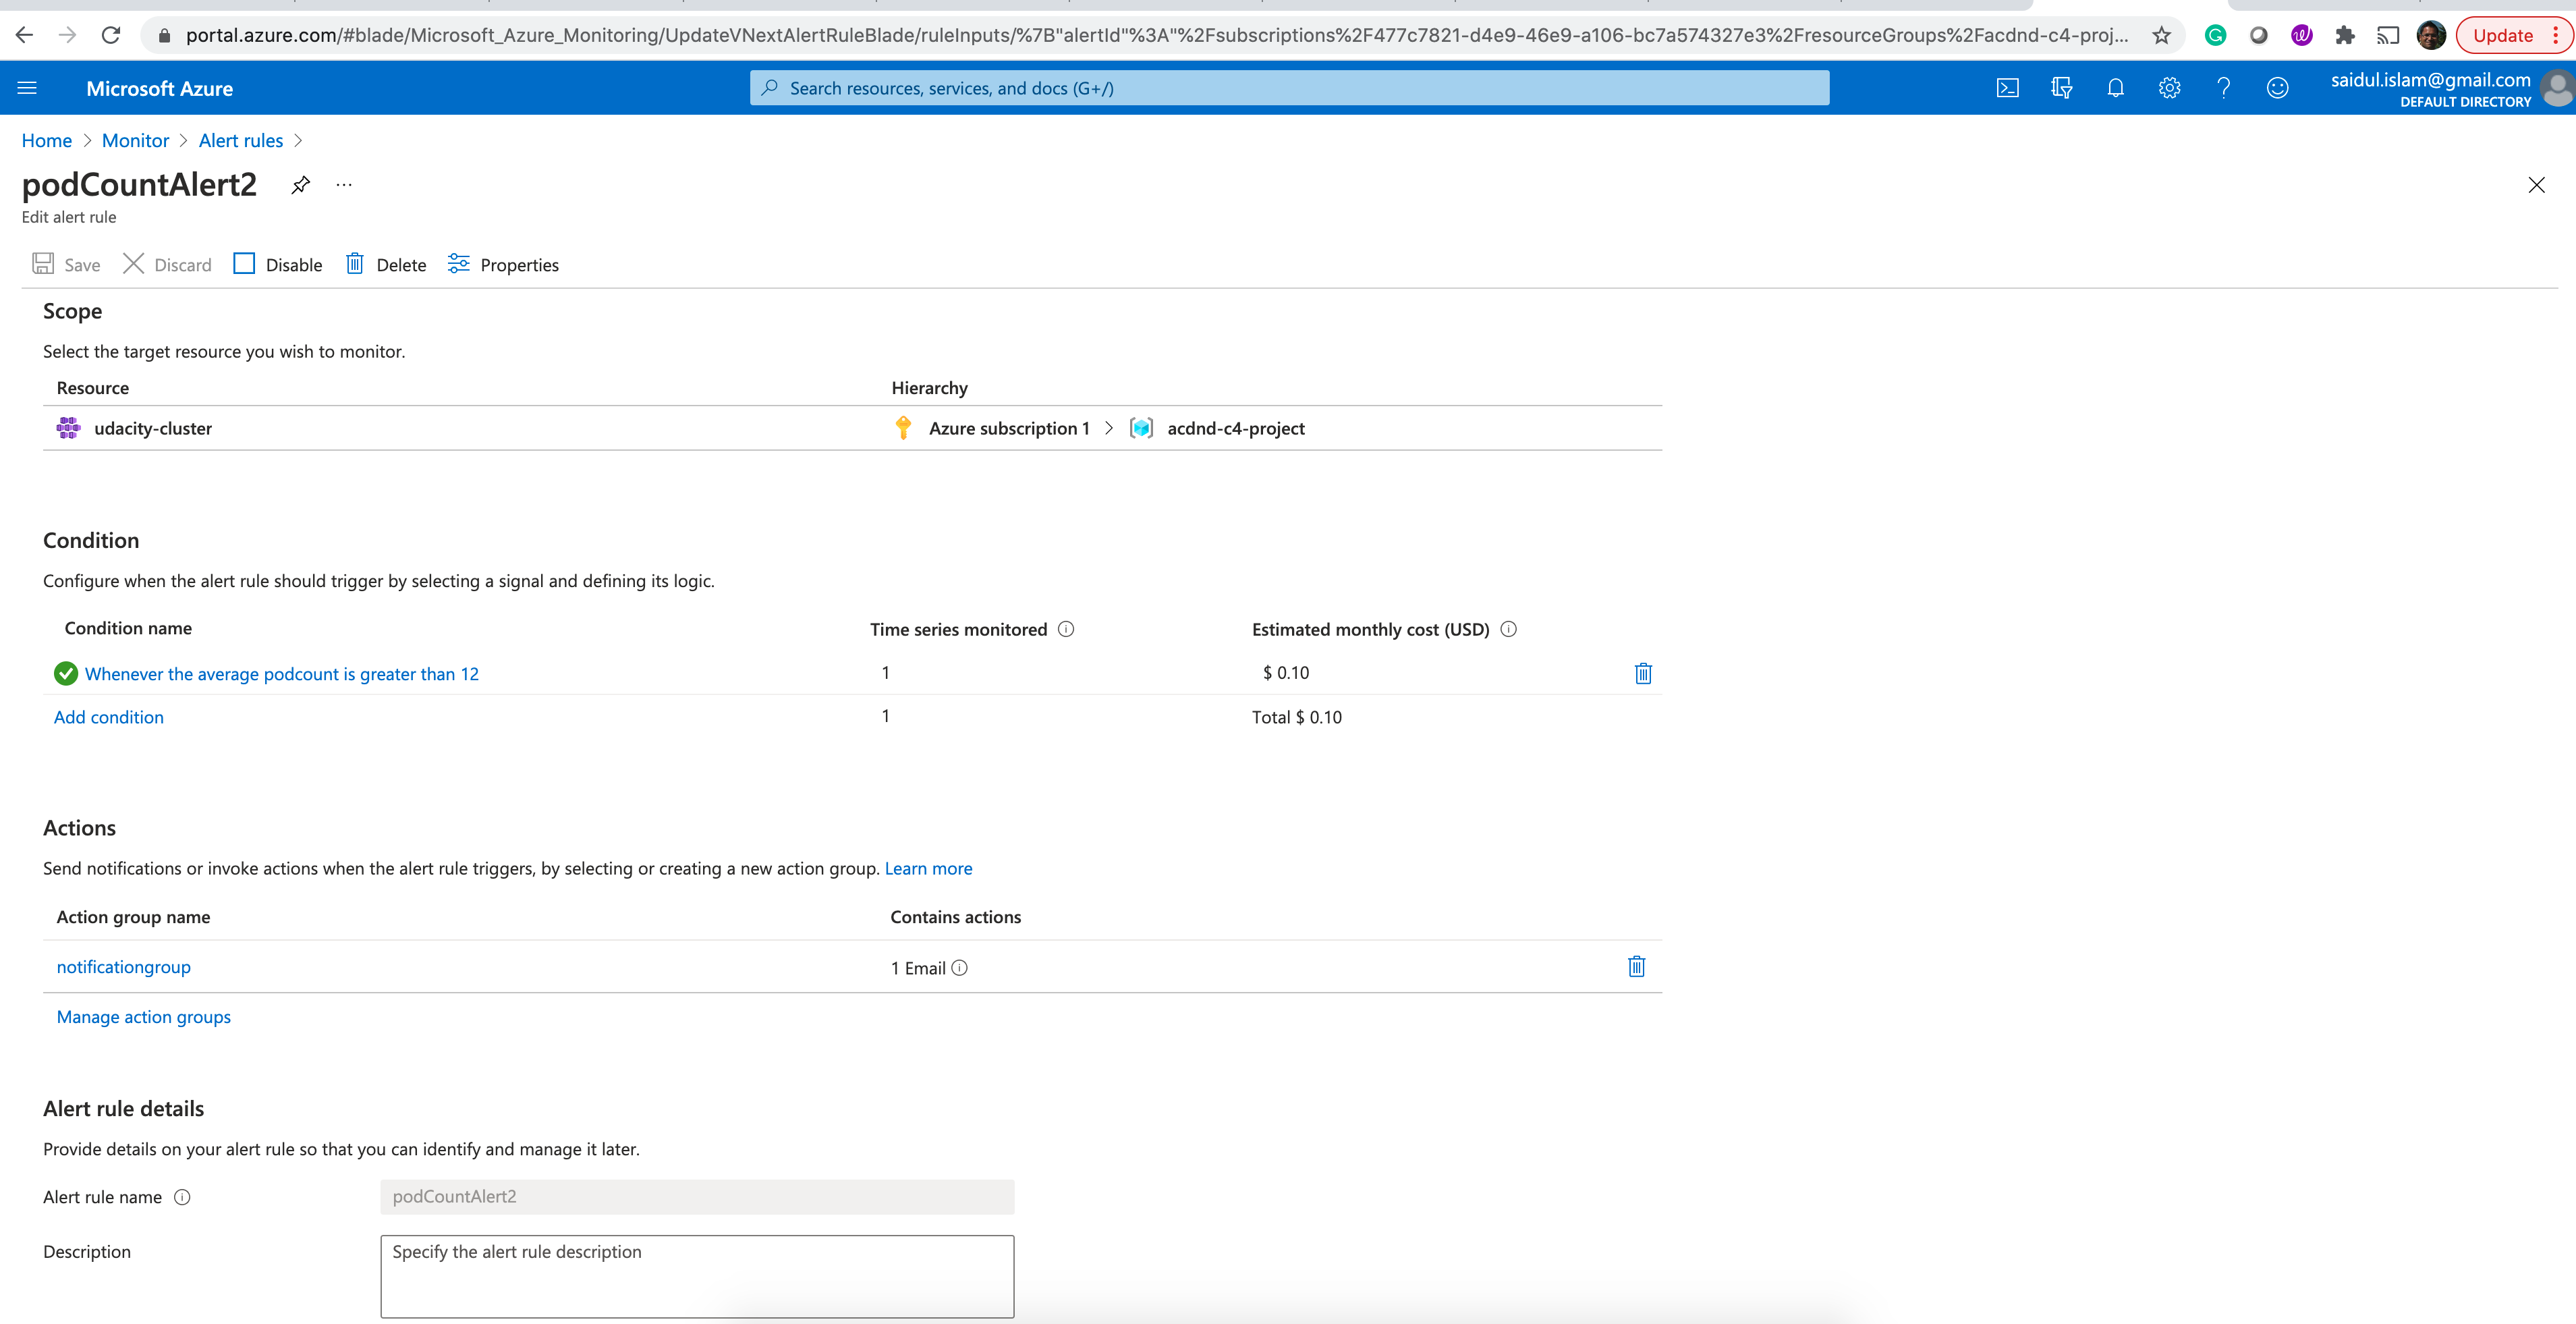 portal.azure.com/#blade/Microsoft_Azure_Monitoring/UpdateVNextAlertRuleBlade/ruleInputs/%7B"alertId"%3A"%2Fsubscriptions%2F477c7821-d4e9-46e9-a106-bc7a574327e3%2FresourceGroups%2Facdnd-c4-proj...
Update
Microsoft Azure
Search resources, services, and docs (G+/)
saidul.islam@gmail.com
DEFAULT DIRECTORY
Home > Monitor > Alert rules >
podCountAlert2 ...
Edit alert rule
Save Discard Disable Delete Properties
Scope
Select the target resource you wish to monitor.
Resource Hierarchy
udacity-cluster Azure subscription 1 > acdnd-c4-project
Condition
Configure when the alert rule should trigger by selecting a signal and defining its logic.
Condition name Time series monitored Estimated monthly cost (USD)
Whenever the average podcount is greater than 12 1 $ 0.10
Add condition 1 Total $ 0.10
Actions
Send notifications or invoke actions when the alert rule triggers, by selecting or creating a new action group. Learn more
Action group name Contains actions
notificationgroup 1 Email
Manage action groups
Alert rule details
Provide details on your alert rule so that you can identify and manage it later.
Alert rule name podCountAlert2
Description Specify the alert rule description